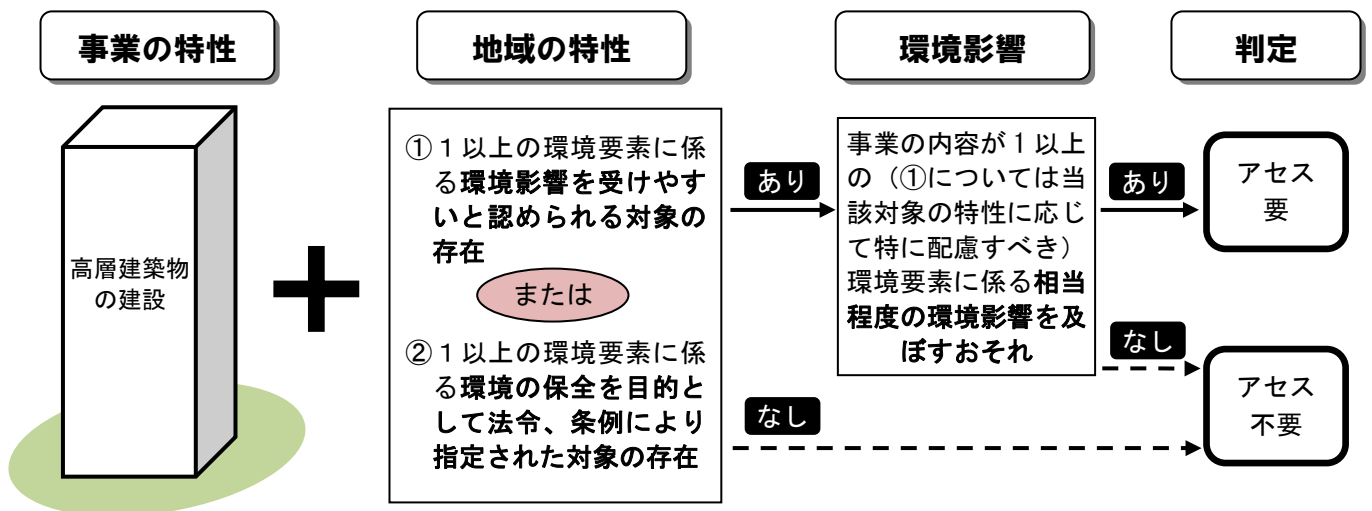 事業の特性
地域の特性
環境影響
判定
高層建築物
の建設
①１以上の環境要素に係
る環境影響を受けやす
いと認められる対象の
存在
または
②１以上の環境要素に係
る環境の保全を目的と
して法令、条例により
指定された対象の存在
あり
なし
事業の内容が１以上
の（①については当
該対象の特性に応じ
て特に配慮すべき）
環境要素に係る相当
程度の環境影響を及
ぼすおそれ
あり
なし
アセス
要
アセス
不要